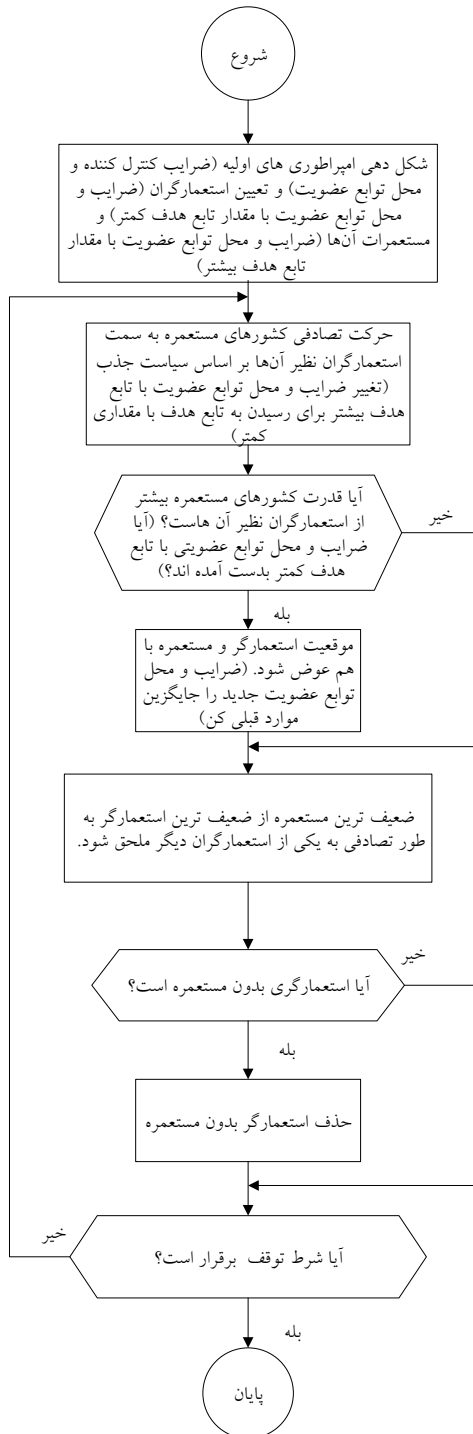 شروع
شکل دهی امپراطوری های اولیه (ضرایب کنترل کننده و
محل توابع عضویت) و تعیین استعمارگران (ضرایب و
محل توابع عضویت با مقدار تابع هدف کمتر) و
مستعمرات آن‌ها (ضرایب و محل توابع عضویت با مقدار
تابع هدف بیشتر)
حرکت تصادفی کشورهای مستعمره به سمت
استعمارگران نظیر آن‌ها بر اساس سیاست جذب
(تغییر ضرایب و محل توابع عضویت با تابع
هدف بیشتر برای رسیدن به تابع هدف با مقداری
کمتر)
آیا قدرت کشورهای مستعمره بیشتر
از استعمارگران نظیر آن هاست؟ (آیا
ضرایب و محل توابع عضویتی با تابع
هدف کمتر بدست آمده اند؟)
خیر
بله
موقعیت استعمارگر و مستعمره با
هم عوض شود. (ضرایب و محل
توابع عضویت جدید را جایگزین
موارد قبلی کن)
ضعیف ترین مستعمره از ضعیف ترین استعمارگر به
طور تصادفی به یکی از استعمارگران دیگر ملحق شود.
خیر
آیا استعمارگری بدون مستعمره است؟
بله
حذف استعمارگر بدون مستعمره
خیر
آیا شرط توقف برقرار است؟
بله
پایان